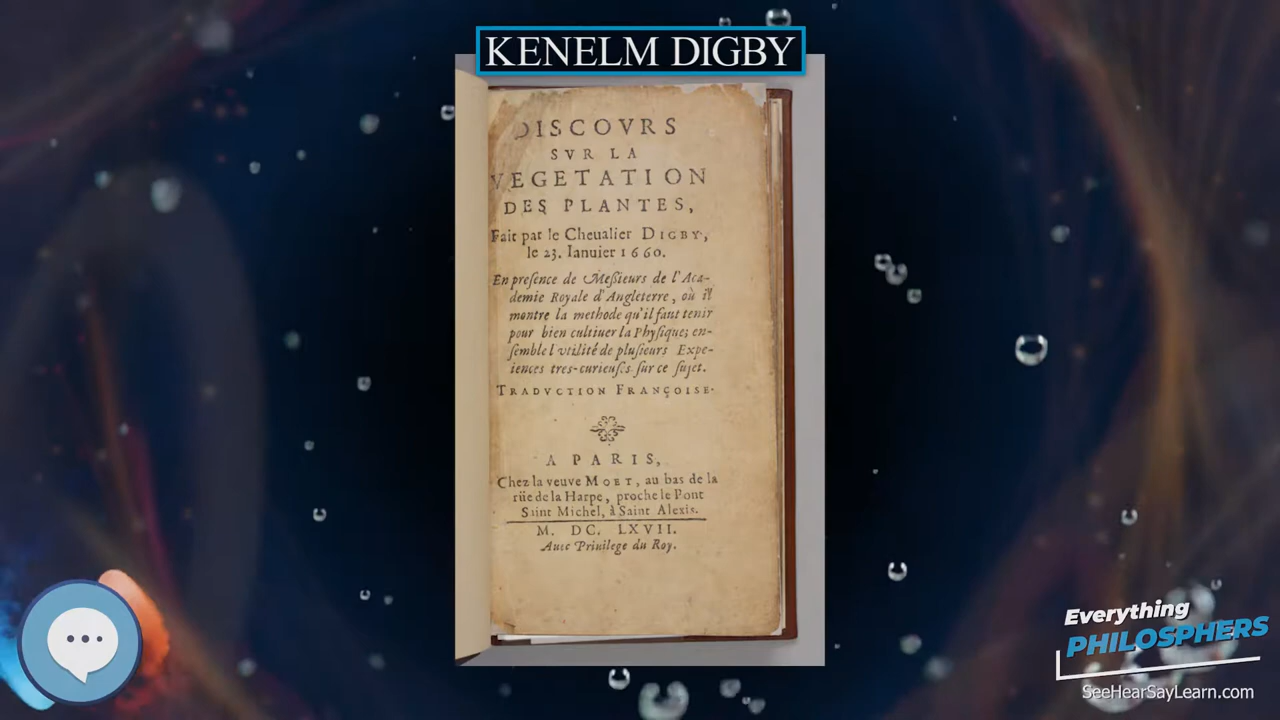 KENELM DIGBY
DISCOVRS
SVR LA
VEGETATION
DES PLANTES,
Fait par le Cheualier DIGBY,
le 23. Ianuier 1660.
En presence de Meßieurs de l'Aca-
demie Royale d'Angleterre, où il
montre la methode qu'il faut tenir
pour bien cultiuer la Physique; en-
semble l'vtilité de plusieurs Expe-
riences tres-curieuses sur ce sujet.
TRADVCTION FRANÇOISE.
A PARIS,
Chez la veuve MOET, au bas de la
rüe de la Harpe, proche le Pont
Saint Michel, à Saint Alexis.
M. DC. LXVII.
Auec Priuilege du Roy.
Everything
PHILOSPHERS
SeeHearSayLearn.com